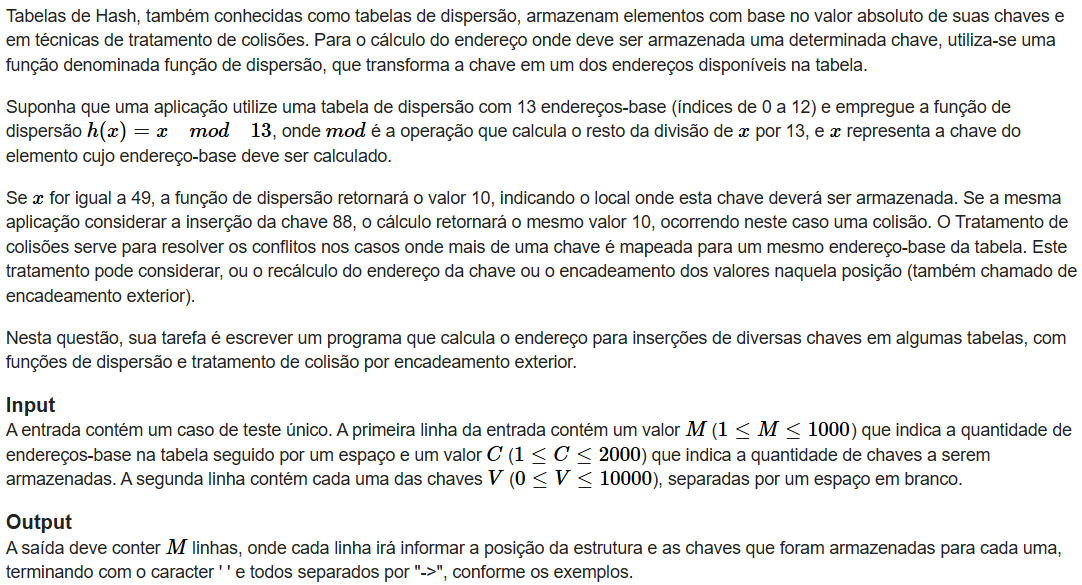 Tabelas de Hash, também conhecidas como tabelas de dispersão, armazenam elementos com base no valor absoluto de suas chaves e
em técnicas de tratamento de colisões. Para o cálculo do endereço onde deve ser armazenada uma determinada chave, utiliza-se uma
função denominada função de dispersão, que transforma a chave em um dos endereços disponíveis na tabela.
Suponha que uma aplicação utilize uma tabela de dispersão com 13 endereços-base (índices de 0 a 12) e empregue a função de
dispersão h(x) = x mod 13, onde mod é a operação que calcula o resto da divisão de x por 13, e x representa a chave do
elemento cujo endereço-base deve ser calculado.
Se x for igual a 49, a função de dispersão retornará o valor 10, indicando o local onde esta chave deverá ser armazenada. Se a mesma
aplicação considerar a inserção da chave 88, o cálculo retornará o mesmo valor 10, ocorrendo neste caso uma colisão. O Tratamento de
colisões serve para resolver os conflitos nos casos onde mais de uma chave é mapeada para um mesmo endereço-base da tabela. Este
tratamento pode considerar, ou o recálculo do endereço da chave ou o encadeamento dos valores naquela posição (também chamado de
encadeamento exterior).
Nesta questão, sua tarefa é escrever um programa que calcula o endereço para inserções de diversas chaves em algumas tabelas, com
funções de dispersão e tratamento de colisão por encadeamento exterior.
Input
A entrada contém um caso de teste único. A primeira linha da entrada contém um valor M (1 ≤ M ≤ 1000) que indica a quantidade de
endereços-base na tabela seguido por um espaço e um valor C (1 ≤ C ≤ 2000) que indica a quantidade de chaves a serem
armazenadas. A segunda linha contém cada uma das chaves V (0 ≤ V ≤ 10000), separadas por um espaço em branco.
Output
A saída deve conter M linhas, onde cada linha irá informar a posição da estrutura e as chaves que foram armazenadas para cada uma,
terminando com o caracter ' ' e todos separados por "->", conforme os exemplos.